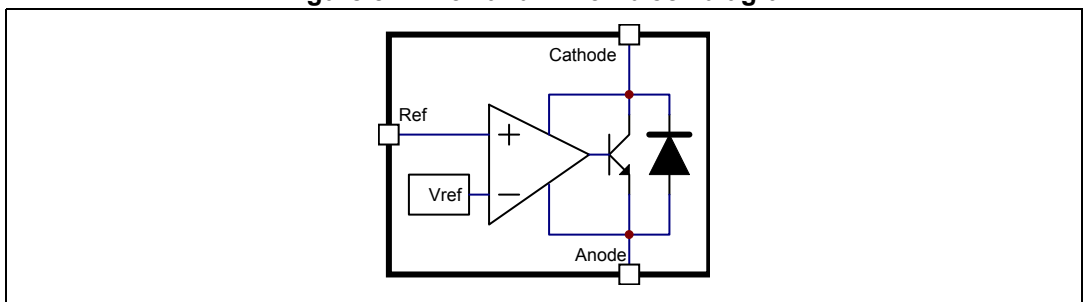 Cathode
Ref
+
Vref
−
Anode